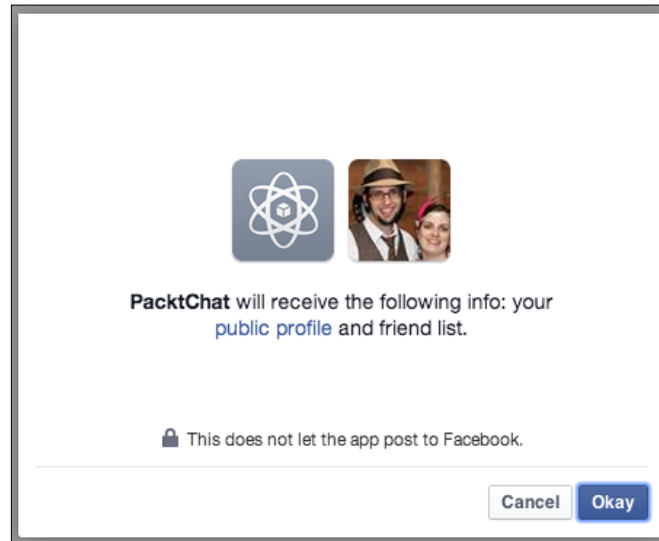 PacktChat will receive the following info: your
public profile and friend list.
This does not let the app post to Facebook.
Cancel
Okay